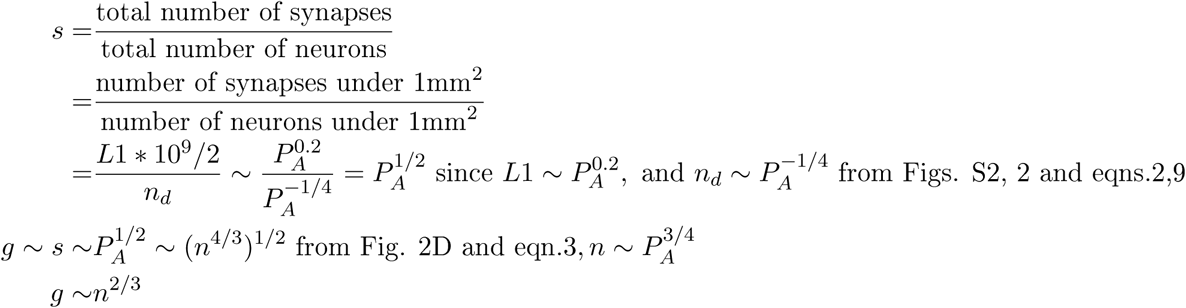 s = total number of synapses / total number of neurons
= number of synapses under 1mm^2 / number of neurons under 1mm^2
= L1 * 10^9/2 / n_d ∼ P_A^{0.2} / P_A^{-1/4} = P_A^{1/2} since L1 ∼ P_A^{0.2}, and n_d ∼ P_A^{-1/4} from Figs. S2, 2 and eqns.2,9
g ∼ s ∼ P_A^{1/2} ∼ (n^{4/3})^{1/2} from Fig. 2D and eqn.3, n ∼ P_A^{3/4}
g ∼ n^{2/3}